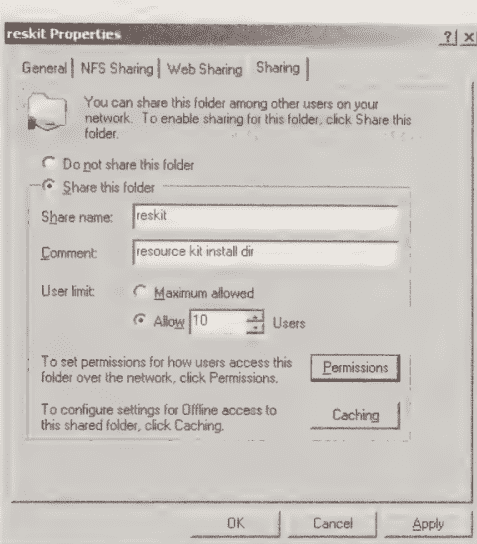 reskit Properties ? ×
General NFS Sharing Web Sharing Sharing
You can share this folder among other users on your
network. To enable sharing for this folder, click Share this
folder.
Do not share this folder
Share this folder
Share name: reskit
Comment: resource kit install dir
User limit: Maximum allowed
Allow 10 Users
To set permissions for how users access this
folder over the network, click Permissions.
Permissions
To configure settings for Offline access to
this shared folder, click Caching.
Caching
OK Cancel Apply